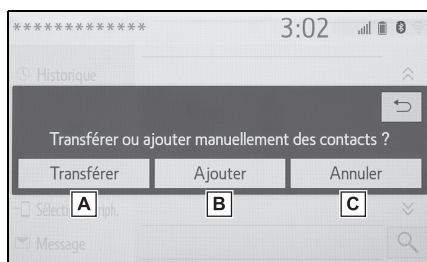 ************* 3:02
Historique
Transférer ou ajouter manuellement des contacts ?
Transférer Ajouter Annuler
A B C
Message